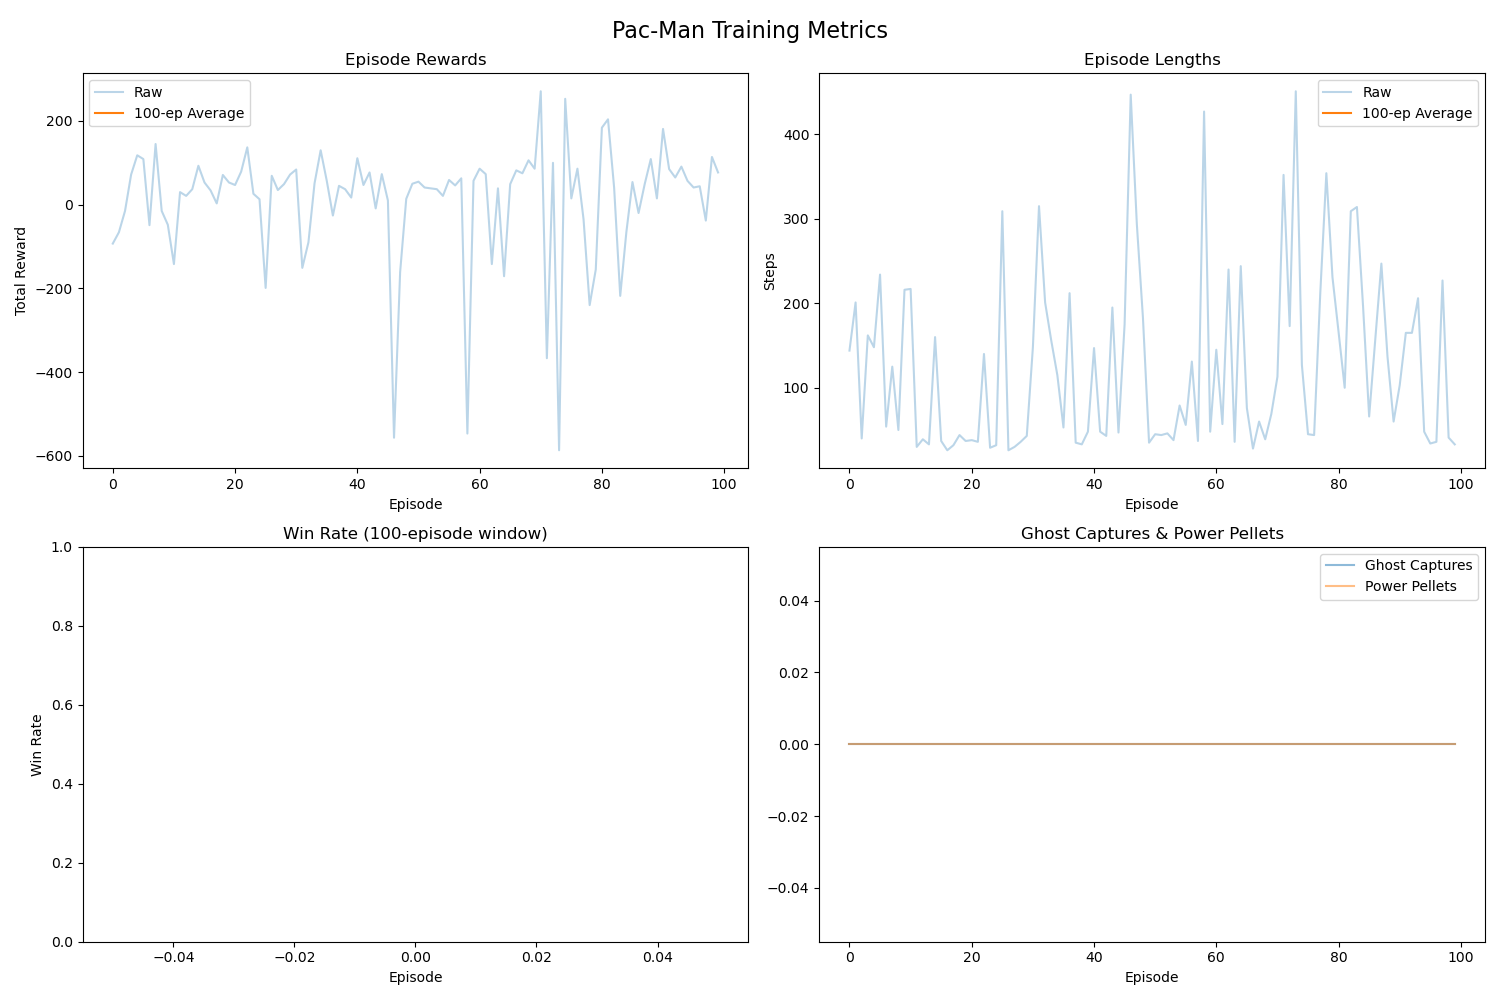 Pac-Man Training Metrics
Episode Rewards
Raw
100-ep Average
200
0
−200
−400
−600
Total Reward
0 20 40 60 80 100
Episode
Episode Lengths
Raw
100-ep Average
400
300
200
100
Steps
0 20 40 60 80 100
Episode
Win Rate (100-episode window)
1.0
0.8
0.6
0.4
0.2
0.0
Win Rate
−0.04 −0.02 0.00 0.02 0.04
Episode
Ghost Captures & Power Pellets
Ghost Captures
Power Pellets
0.04
0.02
0.00
−0.02
−0.04
0 20 40 60 80 100
Episode